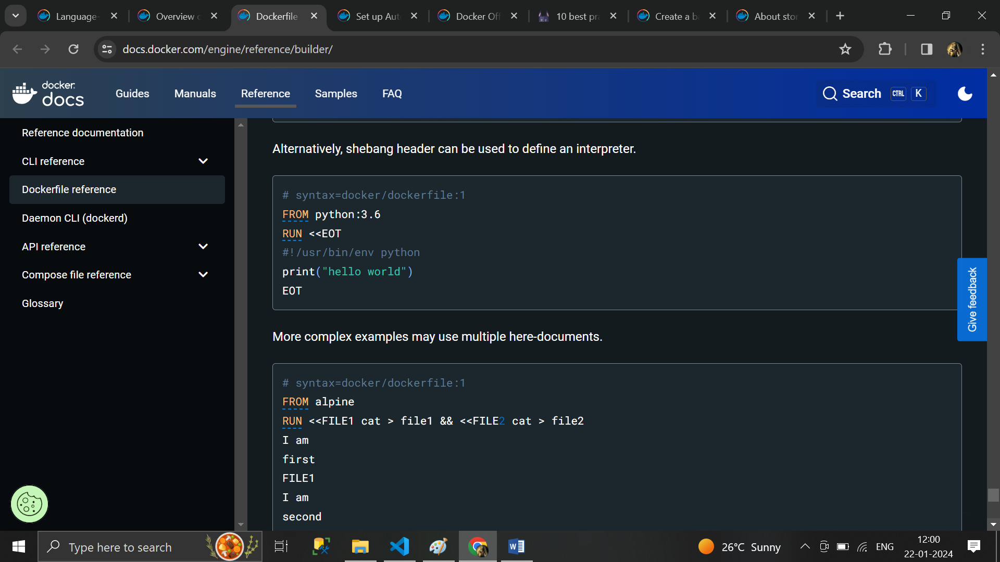 Language-
Overview c
Dockerfile
Set up Aut
Docker Off
10 best pra
Create a ba
About stor
docs.docker.com/engine/reference/builder/
docker
docs
Guides
Manuals
Reference
Samples
FAQ
Search
CTRL
K
Reference documentation
CLI reference
Dockerfile reference
Daemon CLI (dockerd)
API reference
Compose file reference
Glossary
Alternatively, shebang header can be used to define an interpreter.
# syntax=docker/dockerfile:1
FROM python:3.6
RUN <<EOT
#!/usr/bin/env python
print("hello world")
EOT
More complex examples may use multiple here-documents.
# syntax=docker/dockerfile:1
FROM alpine
RUN <<FILE1 cat > file1 && <<FILE2 cat > file2
I am
first
FILE1
I am
second
Give feedback
Type here to search
26°C Sunny
ENG
12:00
22-01-2024